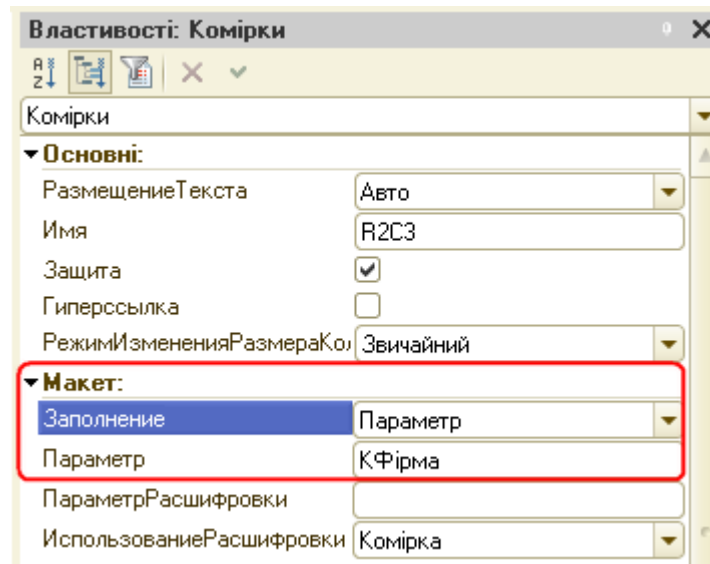 Властивості: Комірки
Комірки
Основні:
РазмещениеТекста Авто
Имя R2C3
Защита
Гиперссылка
РежимИзмененияРазмераКол Звичайний
Макет:
Заполнение Параметр
Параметр КФірма
ПараметрРасшифровки
ИспользованиеРасшифровки Комірка